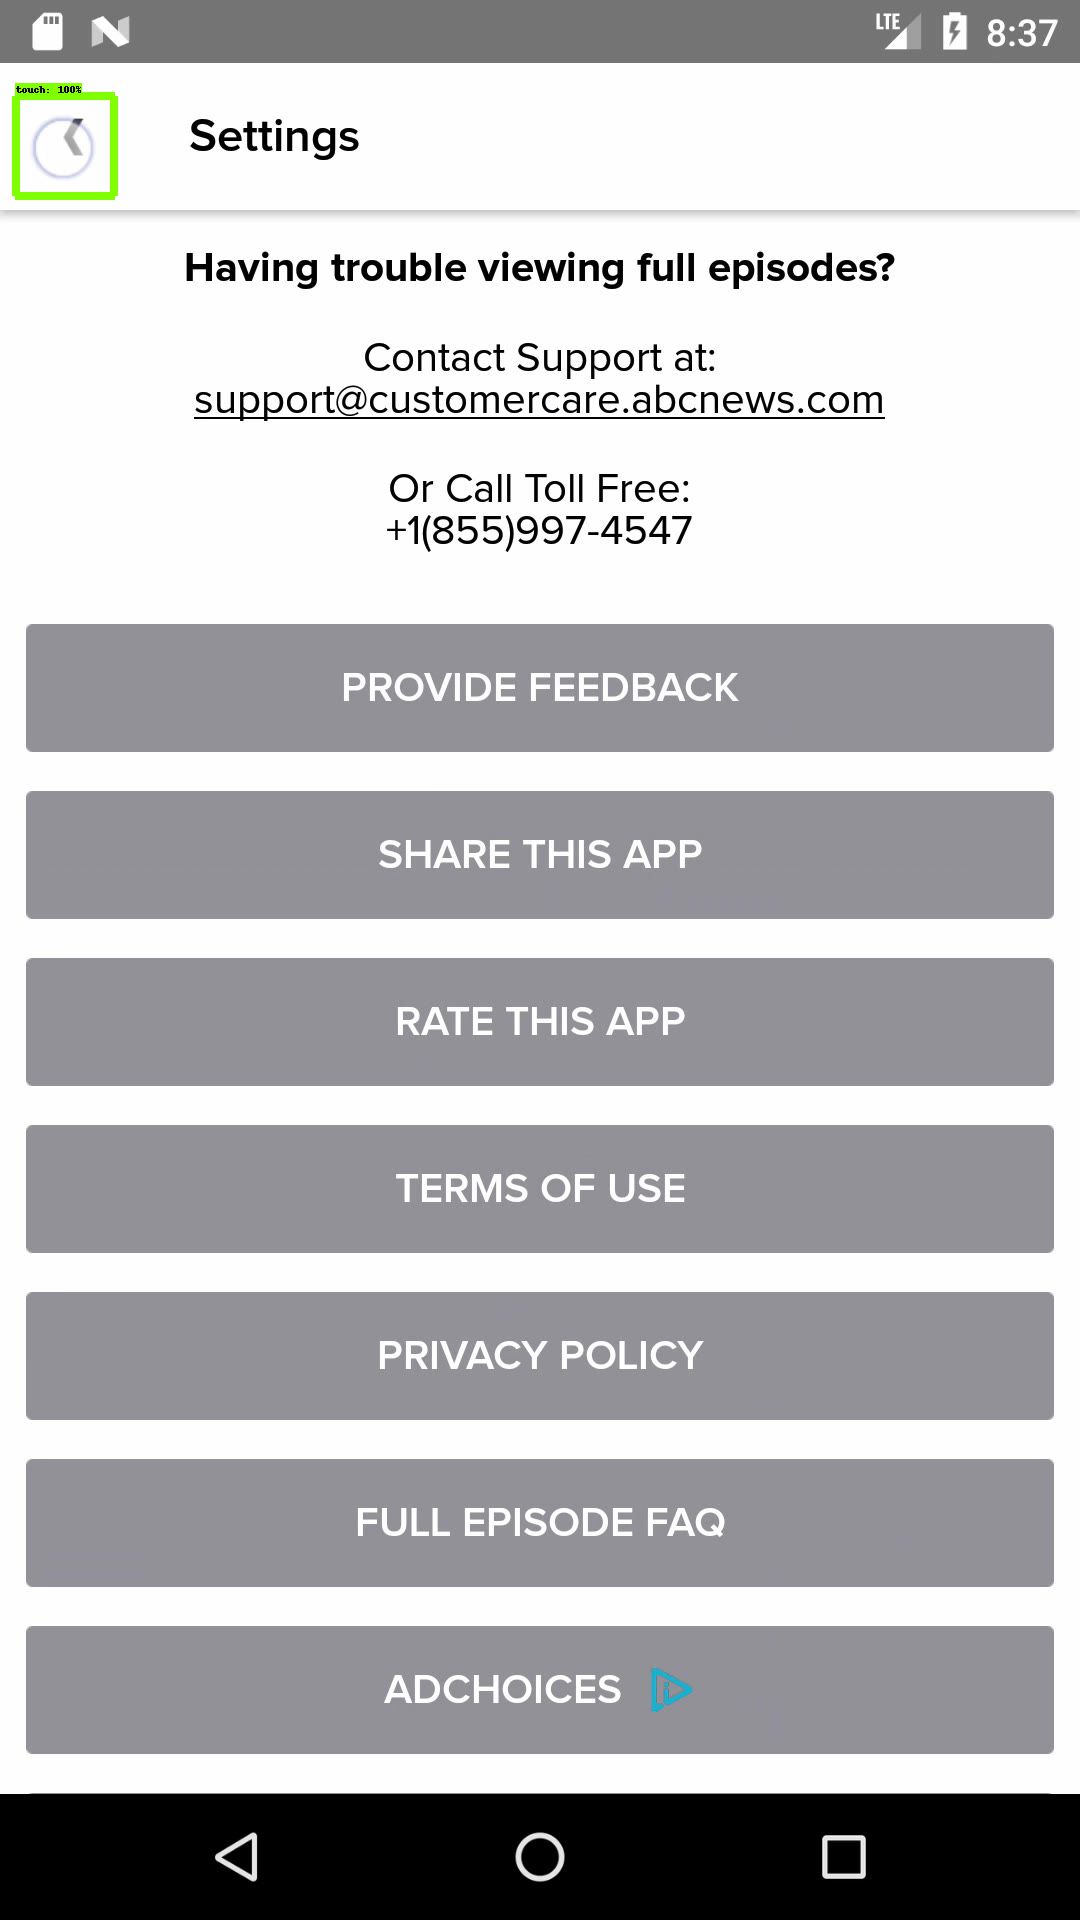 LTE 8:37
touch: 100%
Settings
Having trouble viewing full episodes?
Contact Support at:
support@customercare.abcnews.com
Or Call Toll Free:
+1(855)997-4547
PROVIDE FEEDBACK
SHARE THIS APP
RATE THIS APP
TERMS OF USE
PRIVACY POLICY
FULL EPISODE FAQ
ADCHOICES